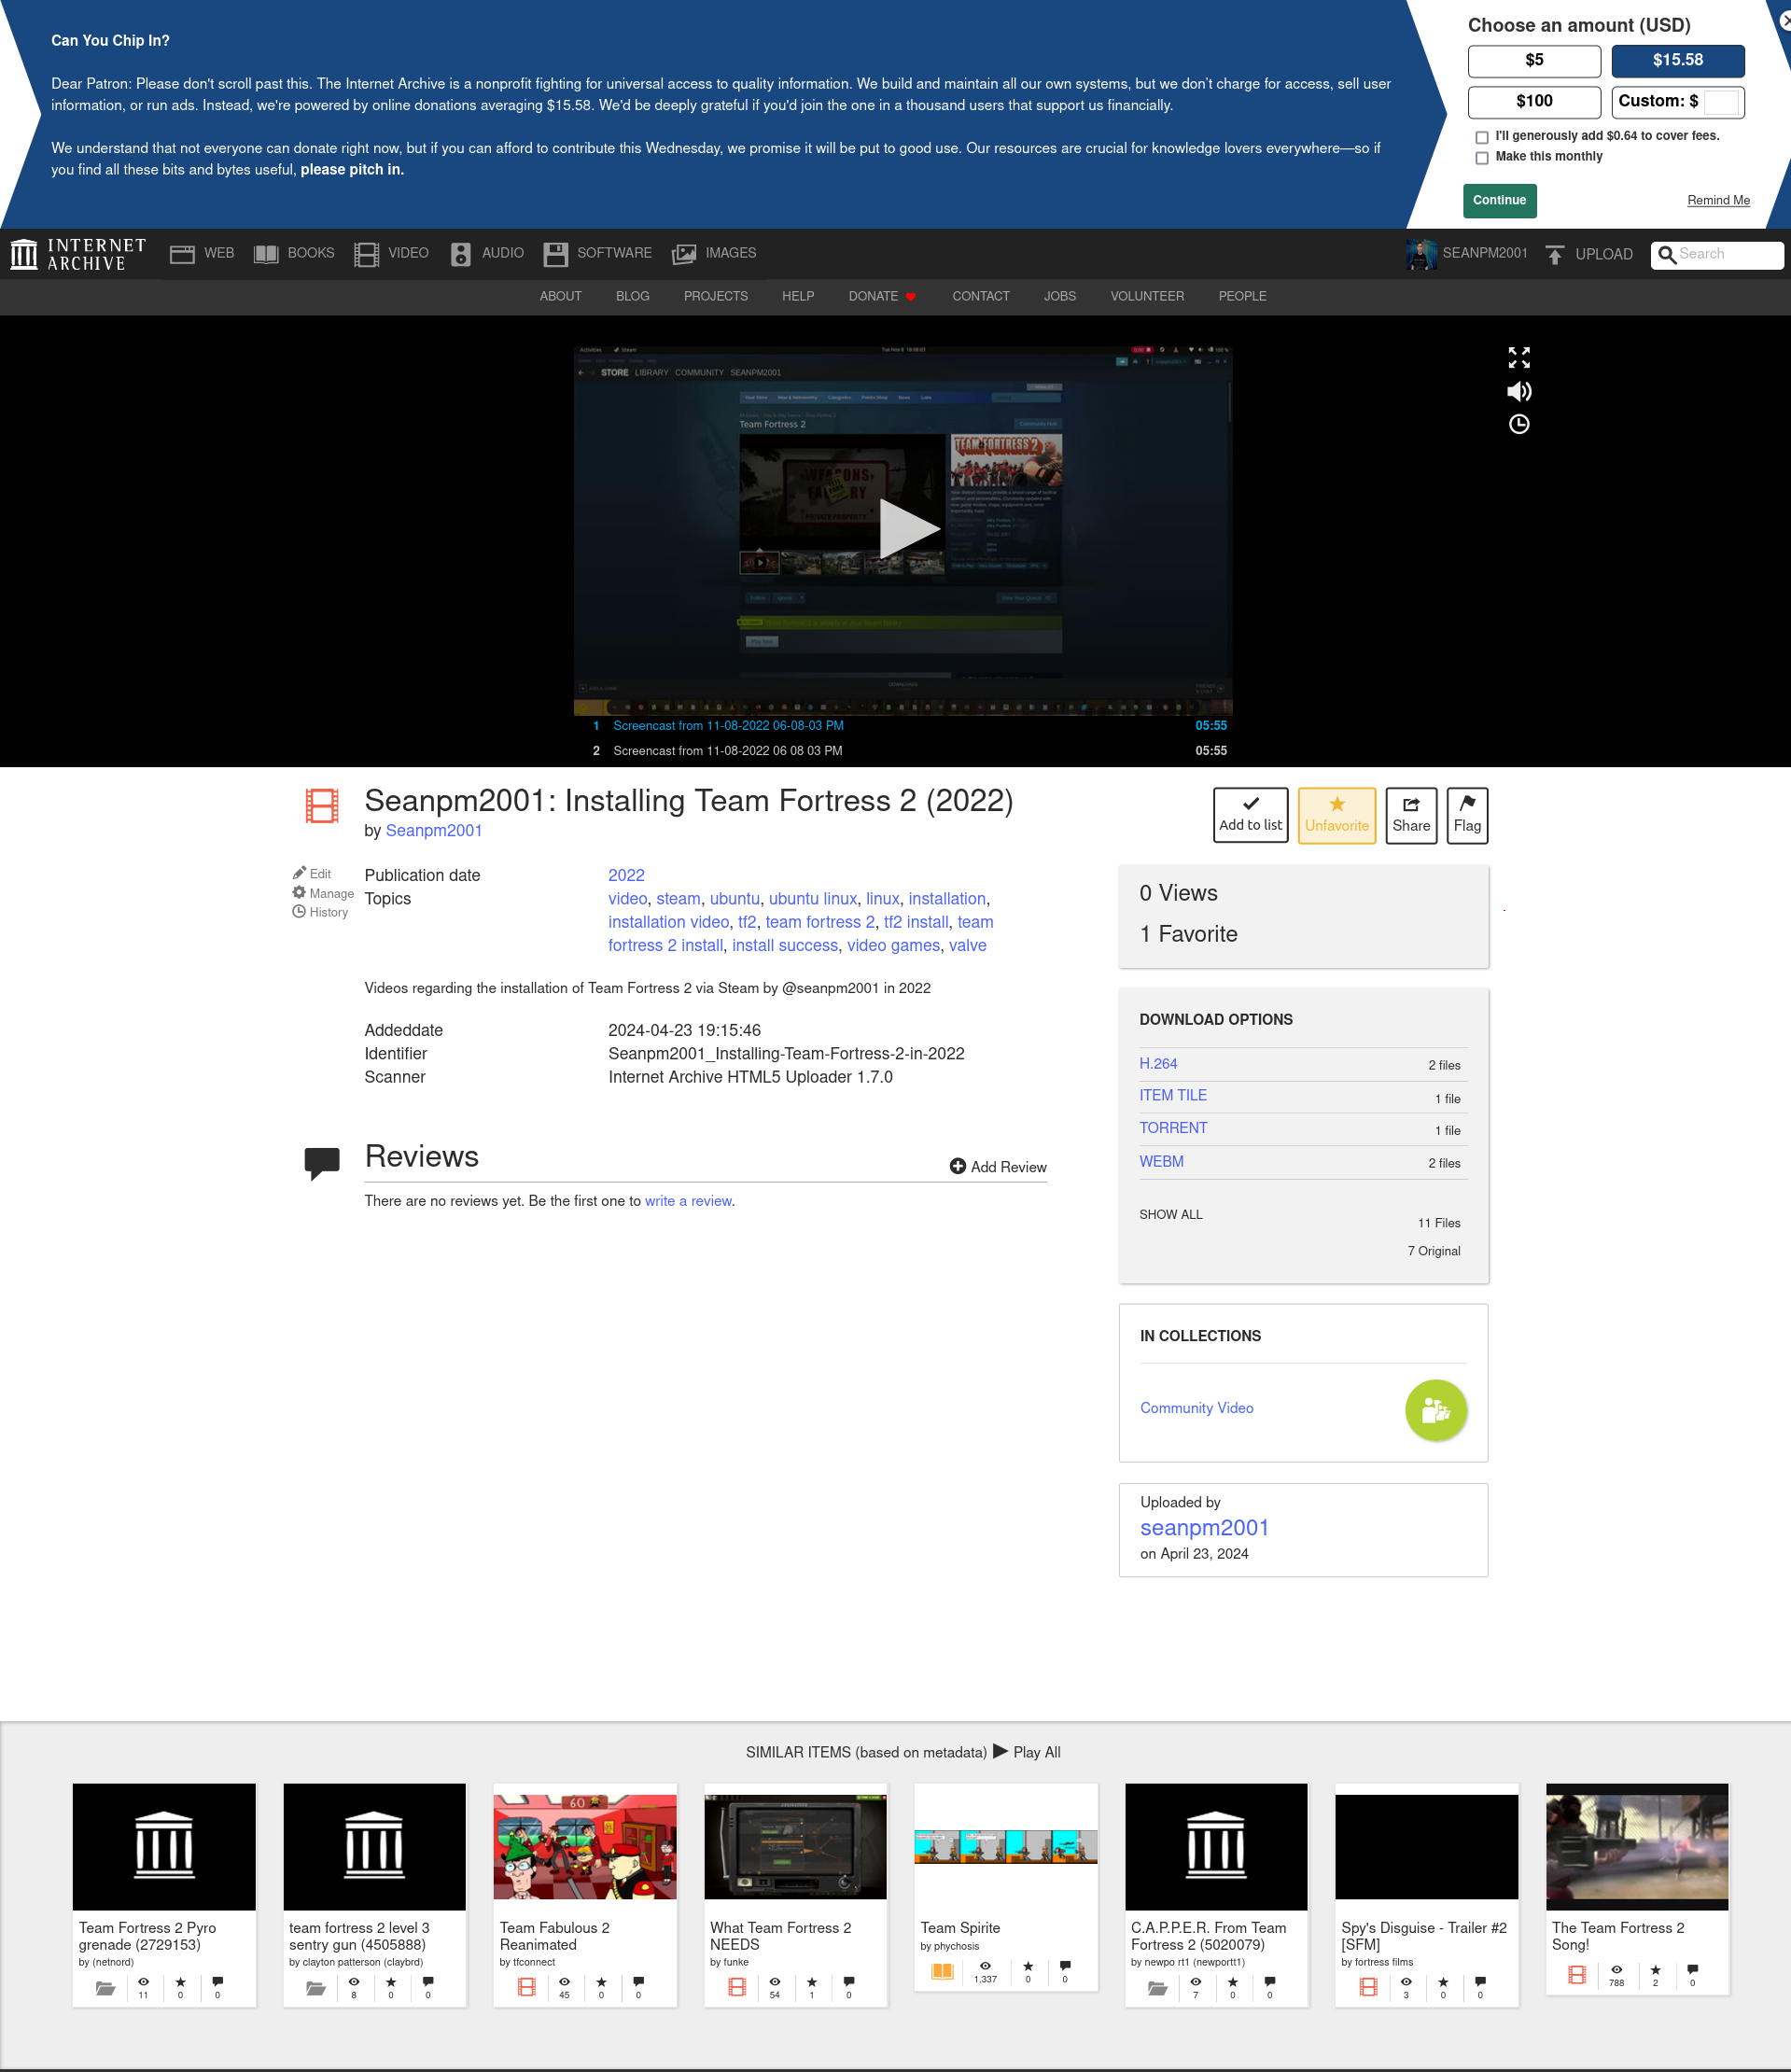 Can You Chip In?
Dear Patron: Please don't scroll past this. The Internet Archive is a nonprofit fighting for universal access to quality information. We build and maintain all our own systems, but we don't charge for access, sell user
information, or run ads. Instead, we're powered by online donations averaging $15.58. We'd be deeply grateful if you'd join the one in a thousand users that support us financially.
We understand that not everyone can donate right now, but if you can afford to contribute this Wednesday, we promise it will be put to good use. Our resources are crucial for knowledge lovers everywhere—so if
you find all these bits and bytes useful, please pitch in.
Choose an amount (USD)
$5 $15.58
$100 Custom: $
I'll generously add $0.64 to cover fees.
Make this monthly
Continue Remind Me
INTERNET
ARCHIVE
WEB BOOKS VIDEO AUDIO SOFTWARE IMAGES SEANPM2001 UPLOAD Search
ABOUT BLOG PROJECTS HELP DONATE CONTACT JOBS VOLUNTEER PEOPLE
STORE LIBRARY COMMUNITY SEANPM2001
Team Fortress 2
TEAM FORTRESS 2
WEAPONS
FACTORY
PRIVATE PROPERTY
1 Screencast from 11-08-2022 06-08-03 PM 05:55
2 Screencast from 11-08-2022 06 08 03 PM 05:55
Seanpm2001: Installing Team Fortress 2 (2022)
by Seanpm2001
Add to list Unfavorite Share Flag
Edit
Manage
History
Publication date 2022
Topics video, steam, ubuntu, ubuntu linux, linux, installation,
installation video, tf2, team fortress 2, tf2 install, team
fortress 2 install, install success, video games, valve
Videos regarding the installation of Team Fortress 2 via Steam by @seanpm2001 in 2022
Addeddate 2024-04-23 19:15:46
Identifier Seanpm2001_Installing-Team-Fortress-2-in-2022
Scanner Internet Archive HTML5 Uploader 1.7.0
Reviews
Add Review
There are no reviews yet. Be the first one to write a review.
0 Views
1 Favorite
DOWNLOAD OPTIONS
H.264 2 files
ITEM TILE 1 file
TORRENT 1 file
WEBM 2 files
SHOW ALL
11 Files
7 Original
IN COLLECTIONS
Community Video
Uploaded by
seanpm2001
on April 23, 2024
SIMILAR ITEMS (based on metadata) Play All
Team Fortress 2 Pyro
grenade (2729153)
by (netnord)
11 0 0
team fortress 2 level 3
sentry gun (4505888)
by clayton patterson (claybrd)
8 0 0
60
Team Fabulous 2
Reanimated
by tfconnect
45 0 0
What Team Fortress 2
NEEDS
by funke
54 1 0
Team Spirite
by phychosis
1,337 0 0
C.A.P.P.E.R. From Team
Fortress 2 (5020079)
by newpo rt1 (newportt1)
7 0 0
Spy's Disguise - Trailer #2
[SFM]
by fortress films
3 0 0
The Team Fortress 2
Song!
788 2 0